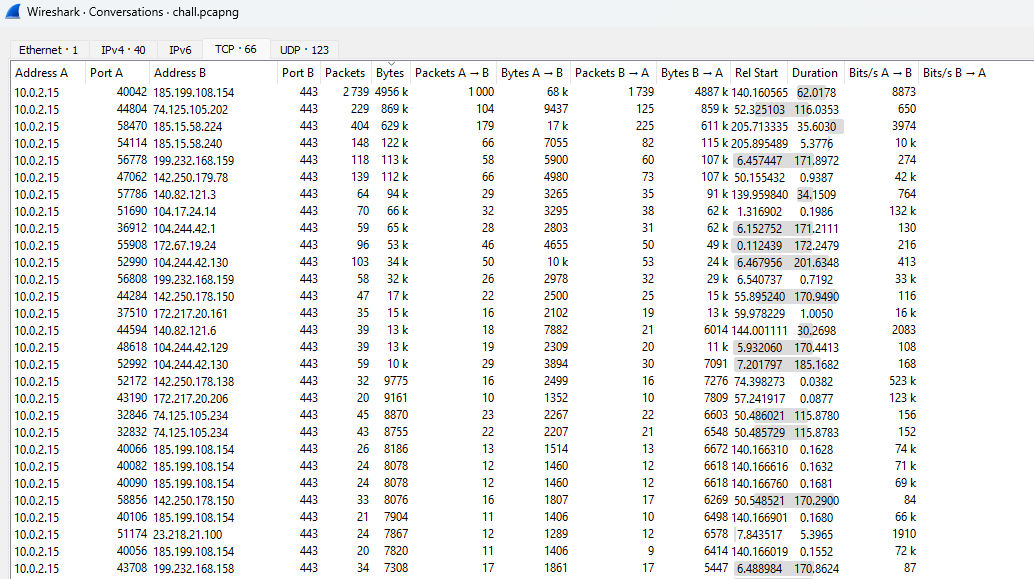 Wireshark · Conversations · chall.pcapng
Ethernet · 1 IPv4 · 40 IPv6 TCP · 66 UDP · 123
Address A Port A Address B Port B Packets Bytes Packets A → B Bytes A → B Packets B → A Bytes B → A Rel Start Duration Bits/s A → B Bits/s B → A
10.0.2.15 40042 185.199.108.154 443 2 739 4956 k 1 000 68 k 1 739 4887 k 140.160565 62.0178 8873
10.0.2.15 44804 74.125.105.202 443 229 869 k 104 9437 125 859 k 52.325103 116.0353 650
10.0.2.15 58470 185.15.58.224 443 404 629 k 179 17 k 225 611 k 205.713335 35.6030 3974
10.0.2.15 54114 185.15.58.240 443 148 122 k 66 7055 82 115 k 205.895489 5.3776 10 k
10.0.2.15 56778 199.232.168.159 443 118 113 k 58 5900 60 107 k 6.457447 171.8972 274
10.0.2.15 47062 142.250.179.78 443 139 112 k 66 4980 73 107 k 50.155432 0.9387 42 k
10.0.2.15 57786 140.82.121.3 443 64 94 k 29 3265 35 91 k 139.959840 34.1509 764
10.0.2.15 51690 104.17.24.14 443 70 66 k 32 3295 38 62 k 1.316902 0.1986 132 k
10.0.2.15 36912 104.244.42.1 443 59 65 k 28 2803 31 62 k 6.152752 171.2111 130
10.0.2.15 55908 172.67.19.24 443 96 53 k 46 4655 50 49 k 0.112439 172.2479 216
10.0.2.15 52990 104.244.42.130 443 103 34 k 50 10 k 53 24 k 6.467956 201.6348 413
10.0.2.15 56808 199.232.168.159 443 58 32 k 26 2978 32 29 k 6.540737 0.7192 33 k
10.0.2.15 44284 142.250.178.150 443 47 17 k 22 2500 25 15 k 55.895240 170.9490 116
10.0.2.15 37510 172.217.20.161 443 35 15 k 16 2102 19 13 k 59.978229 1.0050 16 k
10.0.2.15 44594 140.82.121.6 443 39 13 k 18 7882 21 6014 144.001111 30.2698 2083
10.0.2.15 48618 104.244.42.129 443 39 13 k 19 2309 20 11 k 5.932060 170.4413 108
10.0.2.15 52992 104.244.42.130 443 59 10 k 29 3894 30 7091 7.201797 185.1682 168
10.0.2.15 52172 142.250.178.138 443 32 9775 16 2499 16 7276 74.398273 0.0382 523 k
10.0.2.15 43190 172.217.20.206 443 20 9161 10 1352 10 7809 57.241917 0.0877 123 k
10.0.2.15 32846 74.125.105.234 443 45 8870 23 2267 22 6603 50.486021 115.8780 156
10.0.2.15 32832 74.125.105.234 443 43 8755 22 2207 21 6548 50.485729 115.8783 152
10.0.2.15 40066 185.199.108.154 443 26 8186 13 1514 13 6672 140.166310 0.1628 74 k
10.0.2.15 40082 185.199.108.154 443 24 8078 12 1460 12 6618 140.166616 0.1632 71 k
10.0.2.15 40090 185.199.108.154 443 24 8078 12 1460 12 6618 140.166760 0.1681 69 k
10.0.2.15 58856 142.250.178.150 443 33 8076 16 1807 17 6269 50.548521 170.2900 84
10.0.2.15 40106 185.199.108.154 443 21 7904 11 1406 10 6498 140.166901 0.1680 66 k
10.0.2.15 51174 23.218.21.100 443 24 7867 12 1289 12 6578 7.843517 5.3965 1910
10.0.2.15 40056 185.199.108.154 443 20 7820 11 1406 9 6414 140.166019 0.1552 72 k
10.0.2.15 43708 199.232.168.158 443 34 7308 17 1861 17 5447 6.488984 170.8624 87